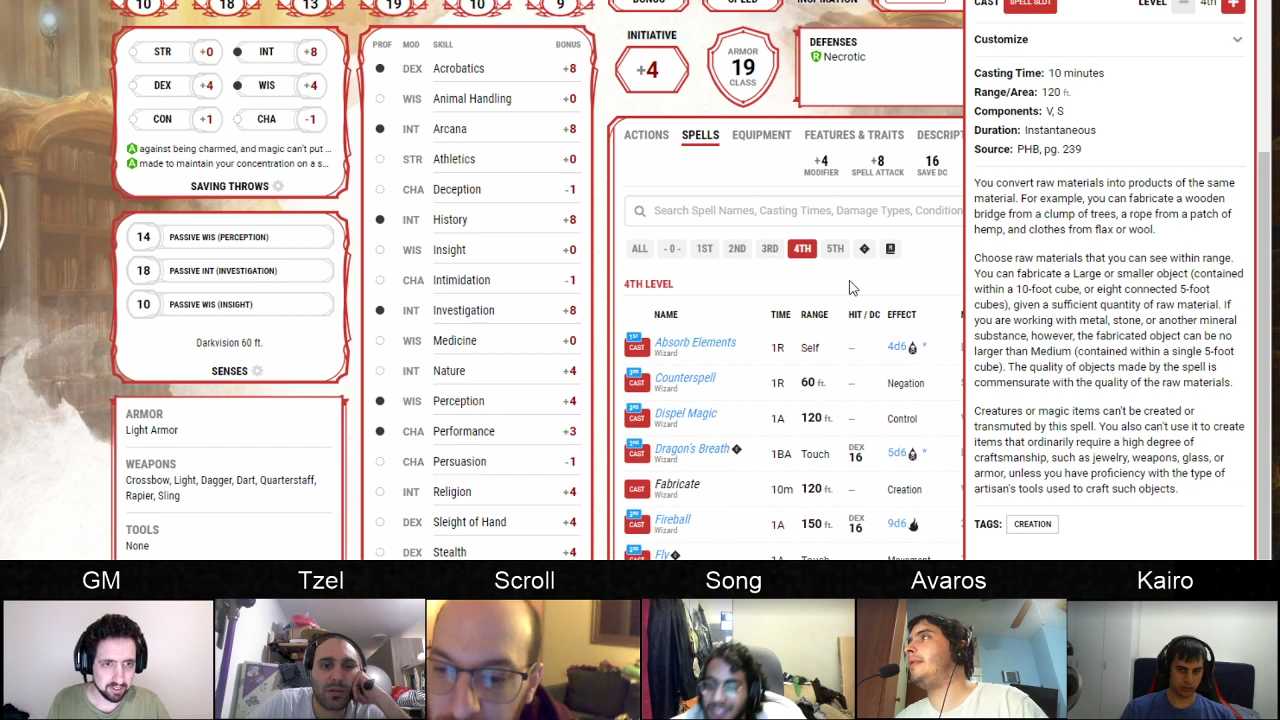 10 18 13 19 10 9
BONUS SPEED INSPIRATION
CAST SPELL SLOT LEVEL 4th
STR +0 INT +8
DEX +4 WIS +4
CON +1 CHA -1
against being charmed, and magic can't put ...
made to maintain your concentration on a s...
SAVING THROWS
14 PASSIVE WIS (PERCEPTION)
18 PASSIVE INT (INVESTIGATION)
10 PASSIVE WIS (INSIGHT)
Darkvision 60 ft.
SENSES
ARMOR
Light Armor
WEAPONS
Crossbow, Light, Dagger, Dart, Quarterstaff,
Rapier, Sling
TOOLS
None
PROF MOD SKILL BONUS
DEX Acrobatics +8
WIS Animal Handling +0
INT Arcana +8
STR Athletics +0
CHA Deception -1
INT History +8
WIS Insight +0
CHA Intimidation -1
INT Investigation +8
WIS Medicine +0
INT Nature +4
WIS Perception +4
CHA Performance +3
CHA Persuasion -1
INT Religion +4
DEX Sleight of Hand +4
DEX Stealth +4
INITIATIVE
+4
ARMOR
19
CLASS
DEFENSES
R Necrotic
ACTIONS SPELLS EQUIPMENT FEATURES & TRAITS DESCRIPT
+4 +8 16
MODIFIER SPELL ATTACK SAVE DC
Search Spell Names, Casting Times, Damage Types, Condition
ALL - 0 - 1ST 2ND 3RD 4TH 5TH
4TH LEVEL
NAME TIME RANGE HIT / DC EFFECT
1ST CAST Absorb Elements 1R Self -- 4d6 *
Wizard
3RD CAST Counterspell 1R 60 ft. -- Negation
Wizard
3RD CAST Dispel Magic 1A 120 ft. -- Control
Wizard
2ND CAST Dragon's Breath 1BA Touch DEX 16 5d6 *
Wizard
CAST Fabricate 10m 120 ft. -- Creation
Wizard
3RD CAST Fireball 1A 150 ft. DEX 16 9d6
Wizard
3RD Fly 1A Touch Movement
Customize
Casting Time: 10 minutes
Range/Area: 120 ft.
Components: V, S
Duration: Instantaneous
Source: PHB, pg. 239
You convert raw materials into products of the same
material. For example, you can fabricate a wooden
bridge from a clump of trees, a rope from a patch of
hemp, and clothes from flax or wool.
Choose raw materials that you can see within range.
You can fabricate a Large or smaller object (contained
within a 10-foot cube, or eight connected 5-foot
cubes), given a sufficient quantity of raw material. If
you are working with metal, stone, or another mineral
substance, however, the fabricated object can be no
larger than Medium (contained within a single 5-foot
cube). The quality of objects made by the spell is
commensurate with the quality of the raw materials.
Creatures or magic items can't be created or
transmuted by this spell. You also can't use it to create
items that ordinarily require a high degree of
craftsmanship, such as jewelry, weapons, glass, or
armor, unless you have proficiency with the type of
artisan's tools used to craft such objects.
TAGS: CREATION
GM Tzel Scroll Song Avaros Kairo